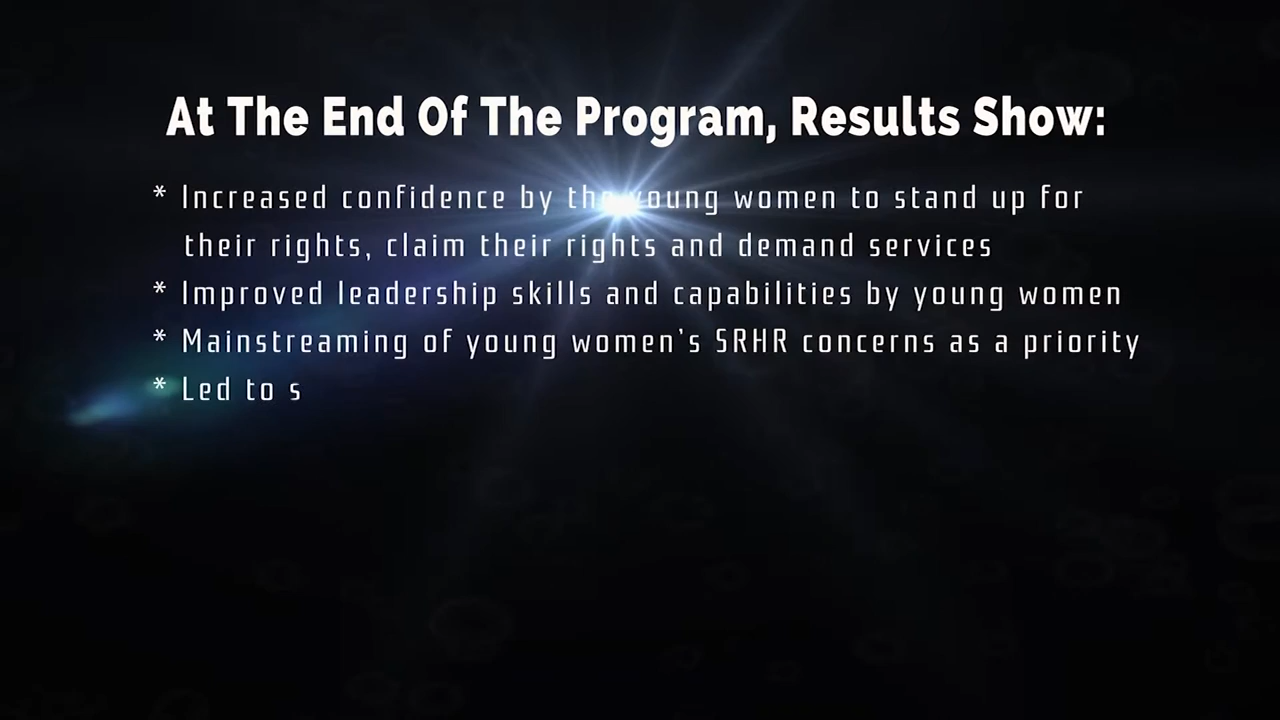 At The End Of The Program, Results Show:
* Increased confidence by the young women to stand up for
their rights, claim their rights and demand services
* Improved leadership skills and capabilities by young women
* Mainstreaming of young women's SRHR concerns as a priority
* Led to s